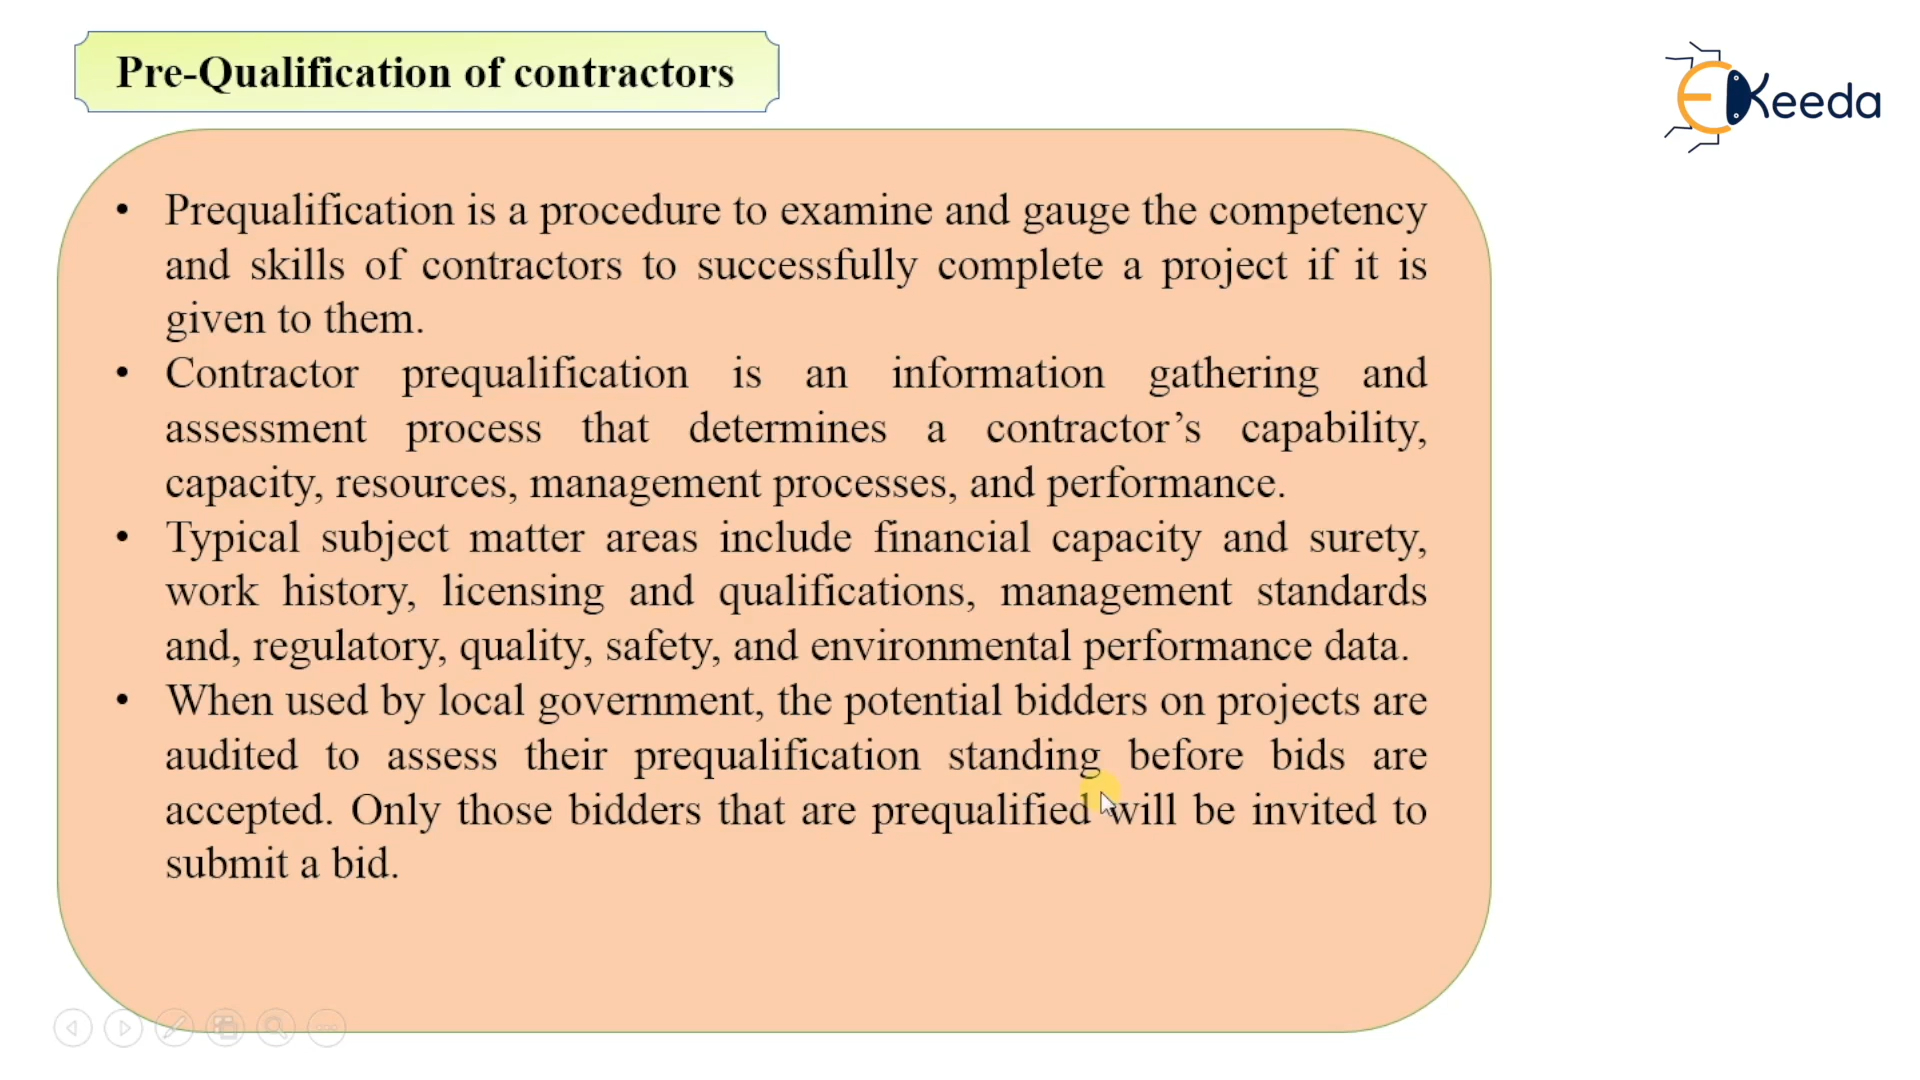 Pre-Qualification of contractors
EKeeda
• Prequalification is a procedure to examine and gauge the competency
and skills of contractors to successfully complete a project if it is
given to them.
• Contractor prequalification is an information gathering and
assessment process that determines a contractor’s capability,
capacity, resources, management processes, and performance.
• Typical subject matter areas include financial capacity and surety,
work history, licensing and qualifications, management standards
and, regulatory, quality, safety, and environmental performance data.
• When used by local government, the potential bidders on projects are
audited to assess their prequalification standing before bids are
accepted. Only those bidders that are prequalified will be invited to
submit a bid.